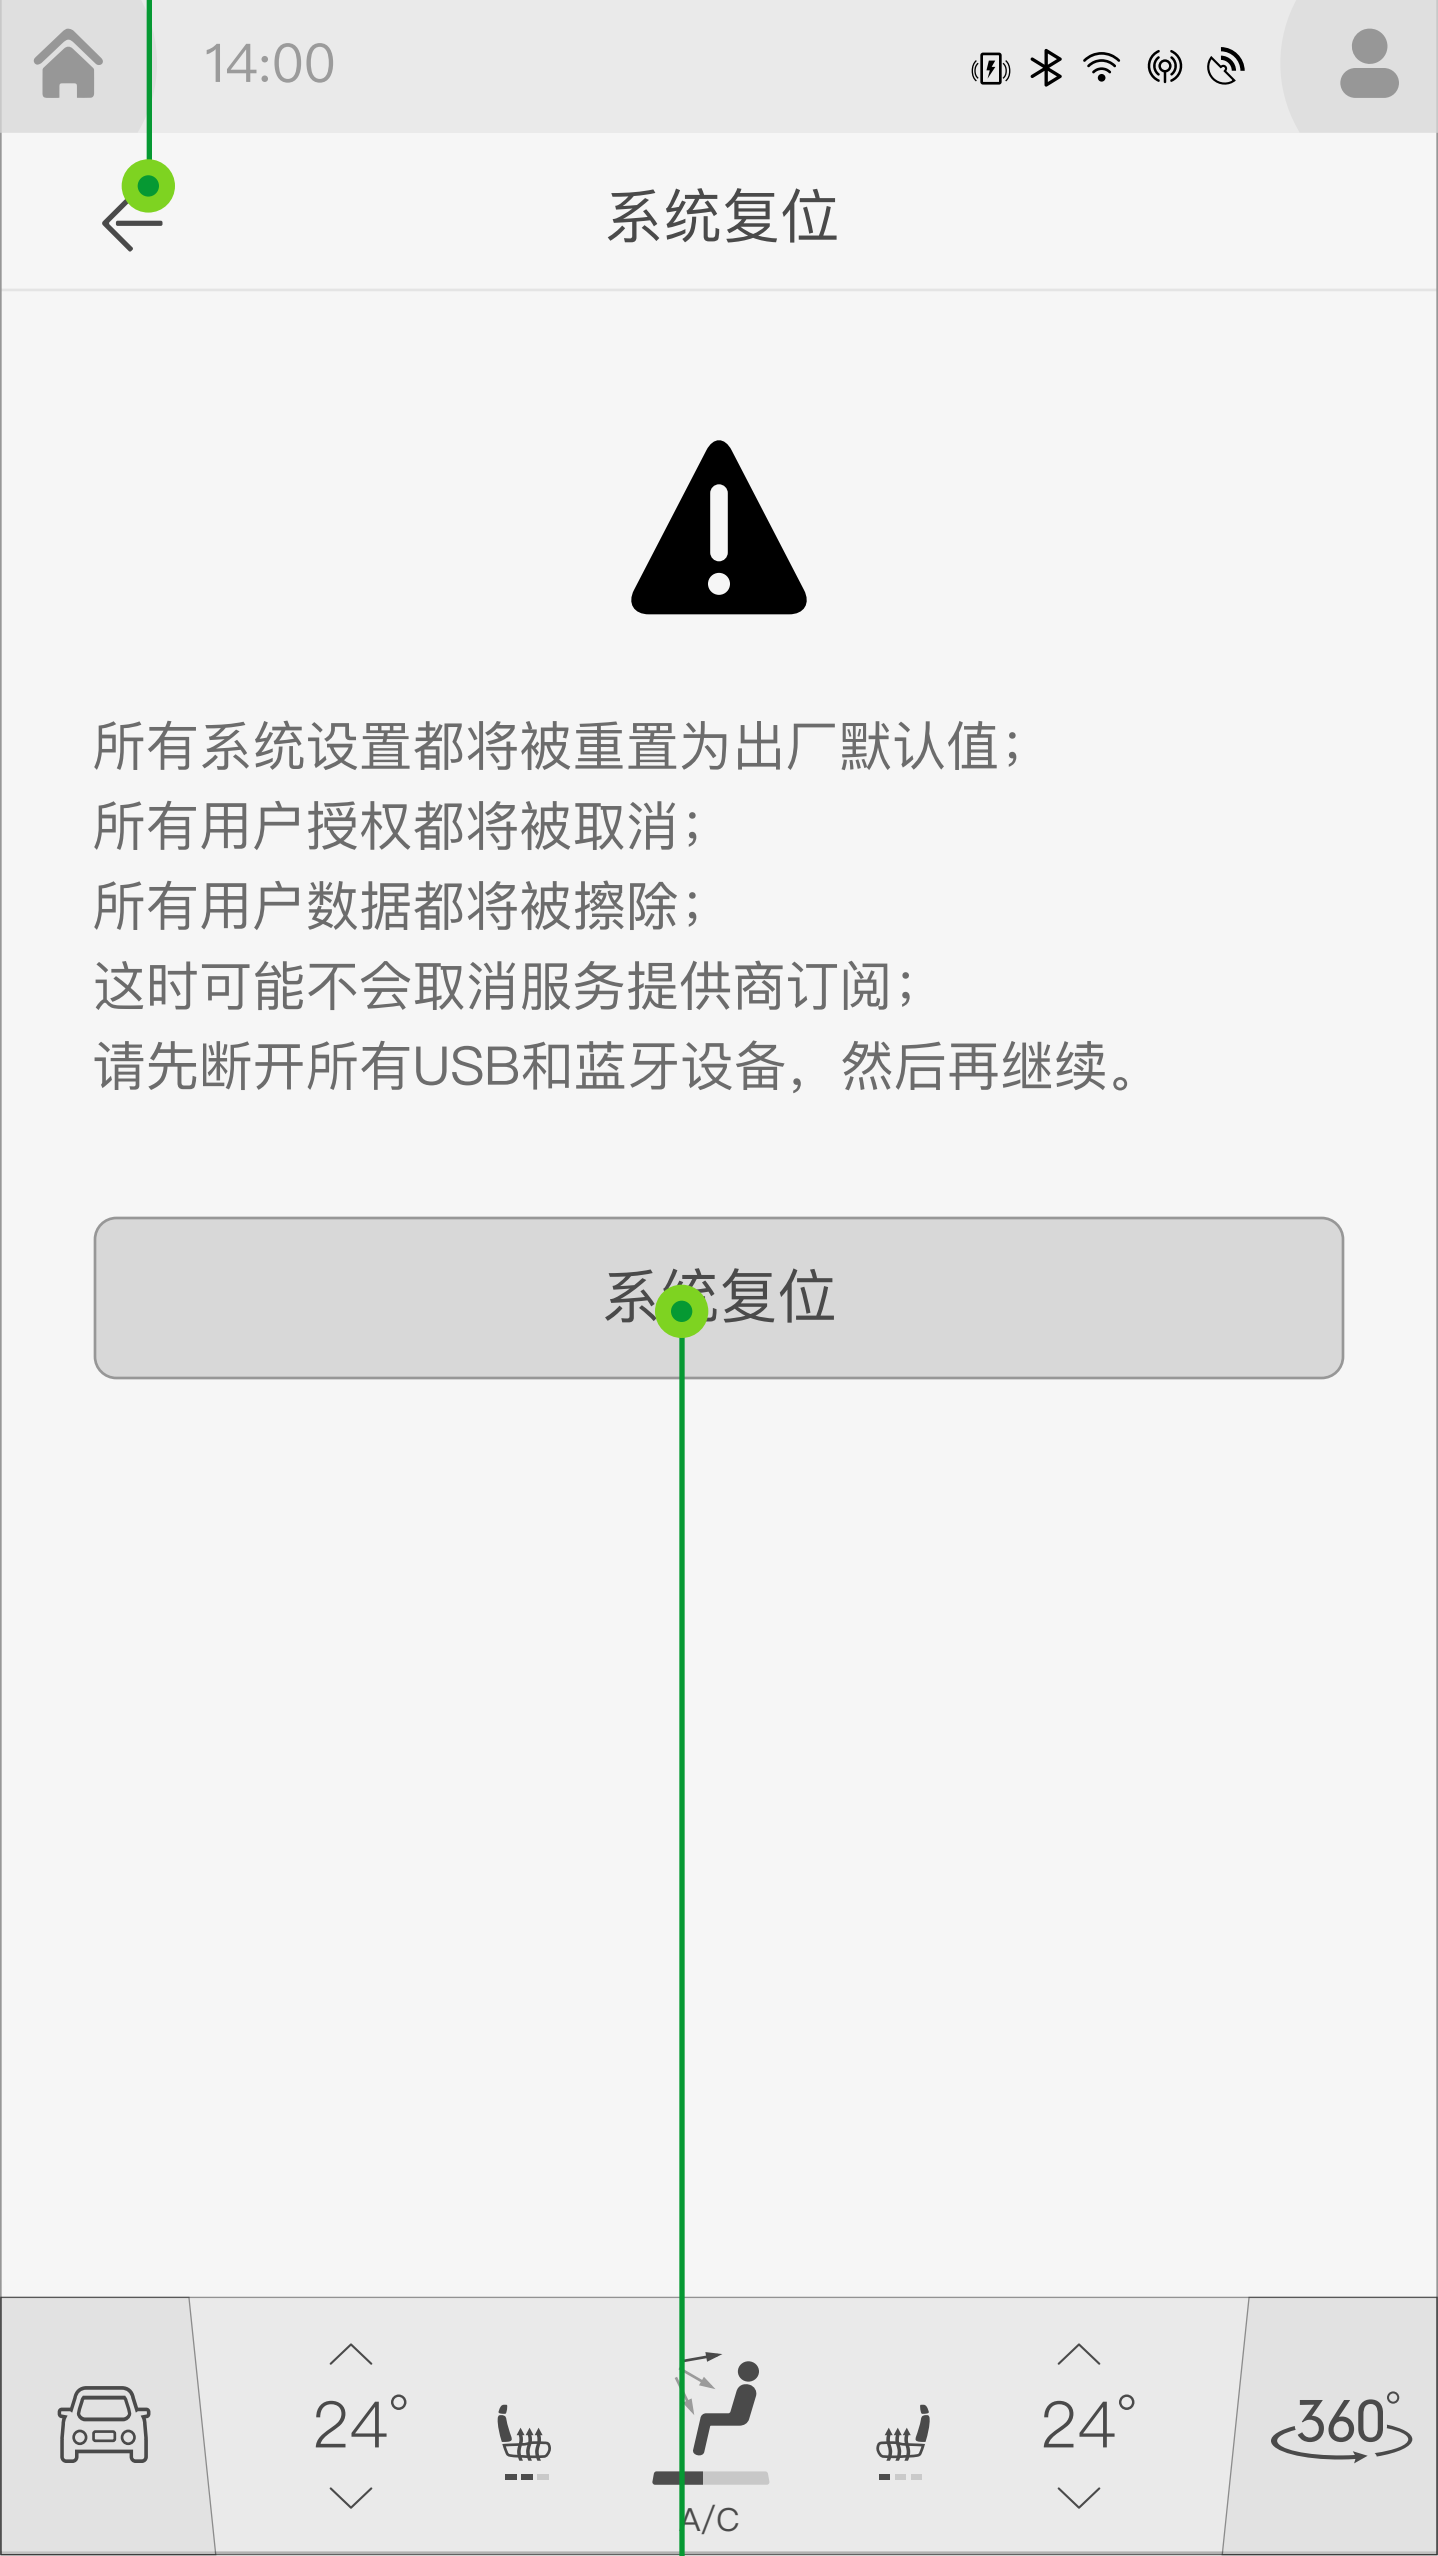 14:00
系统复位
所有系统设置都将被重置为出厂默认值；
所有用户授权都将被取消；
所有用户数据都将被擦除；
这时可能不会取消服务提供商订阅；
请先断开所有USB和蓝牙设备，然后再继续。
系统复位
24°
24°
360°
A/C